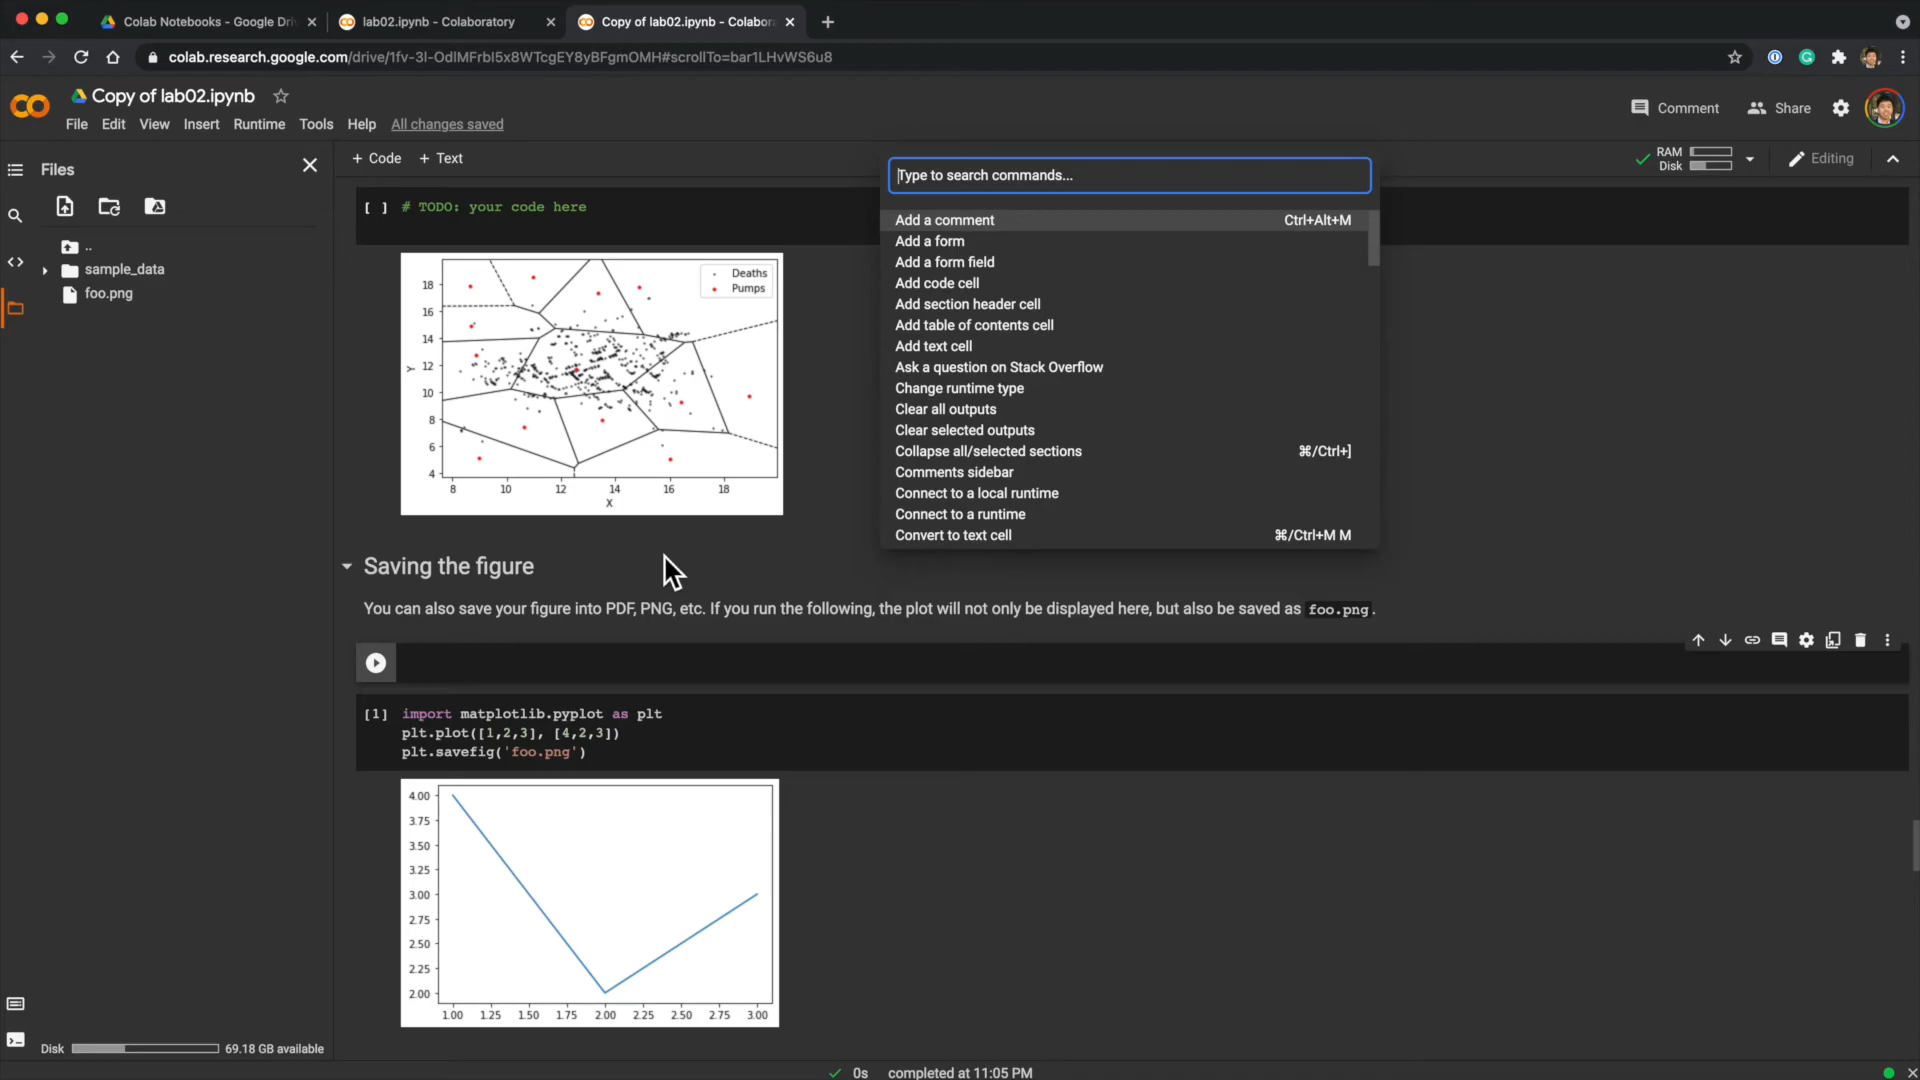 Colab Notebooks - Google Dri
lab02.ipynb - Colaboratory
Copy of lab02.ipynb - Colabor
colab.research.google.com/drive/1fv-3l-OdlMFrbI5x8WTcgEY8yBFgmOMH#scrollTo=bar1LHvWS6u8
Copy of lab02.ipynb
File Edit View Insert Runtime Tools Help All changes saved
Comment Share
Files
+ Code + Text
RAM
Disk
Editing
..
sample_data
foo.png
[ ] # TODO: your code here
Type to search commands...
Add a comment Ctrl+Alt+M
Add a form
Add a form field
Add code cell
Add section header cell
Add table of contents cell
Add text cell
Ask a question on Stack Overflow
Change runtime type
Clear all outputs
Clear selected outputs
Collapse all/selected sections ⌘/Ctrl+]
Comments sidebar
Connect to a local runtime
Connect to a runtime
Convert to text cell ⌘/Ctrl+M M
Deaths
Pumps
18
16
14
12
10
8
6
4
Y
8 10 12 14 16 18
X
Saving the figure
You can also save your figure into PDF, PNG, etc. If you run the following, the plot will not only be displayed here, but also be saved as foo.png.
[1] import matplotlib.pyplot as plt
plt.plot([1,2,3], [4,2,3])
plt.savefig('foo.png')
4.00
3.75
3.50
3.25
3.00
2.75
2.50
2.25
2.00
1.00 1.25 1.50 1.75 2.00 2.25 2.50 2.75 3.00
Disk 69.18 GB available
0s completed at 11:05 PM